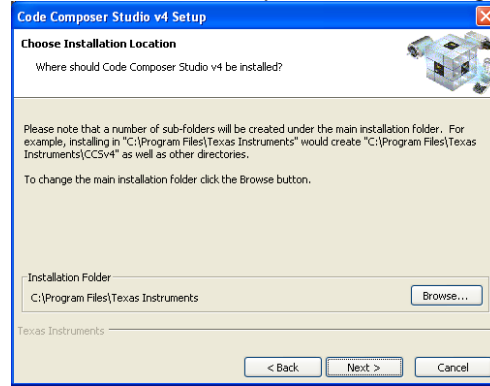 Code Composer Studio v4 Setup
Choose Installation Location
Where should Code Composer Studio v4 be installed?
Please note that a number of sub-folders will be created under the main installation folder. For
example, installing in "C:\Program Files\Texas Instruments" would create "C:\Program Files\Texas
Instruments\CCSv4" as well as other directories.
To change the main installation folder click the Browse button.
Installation Folder
C:\Program Files\Texas Instruments
Browse...
Texas Instruments
< Back
Next >
Cancel